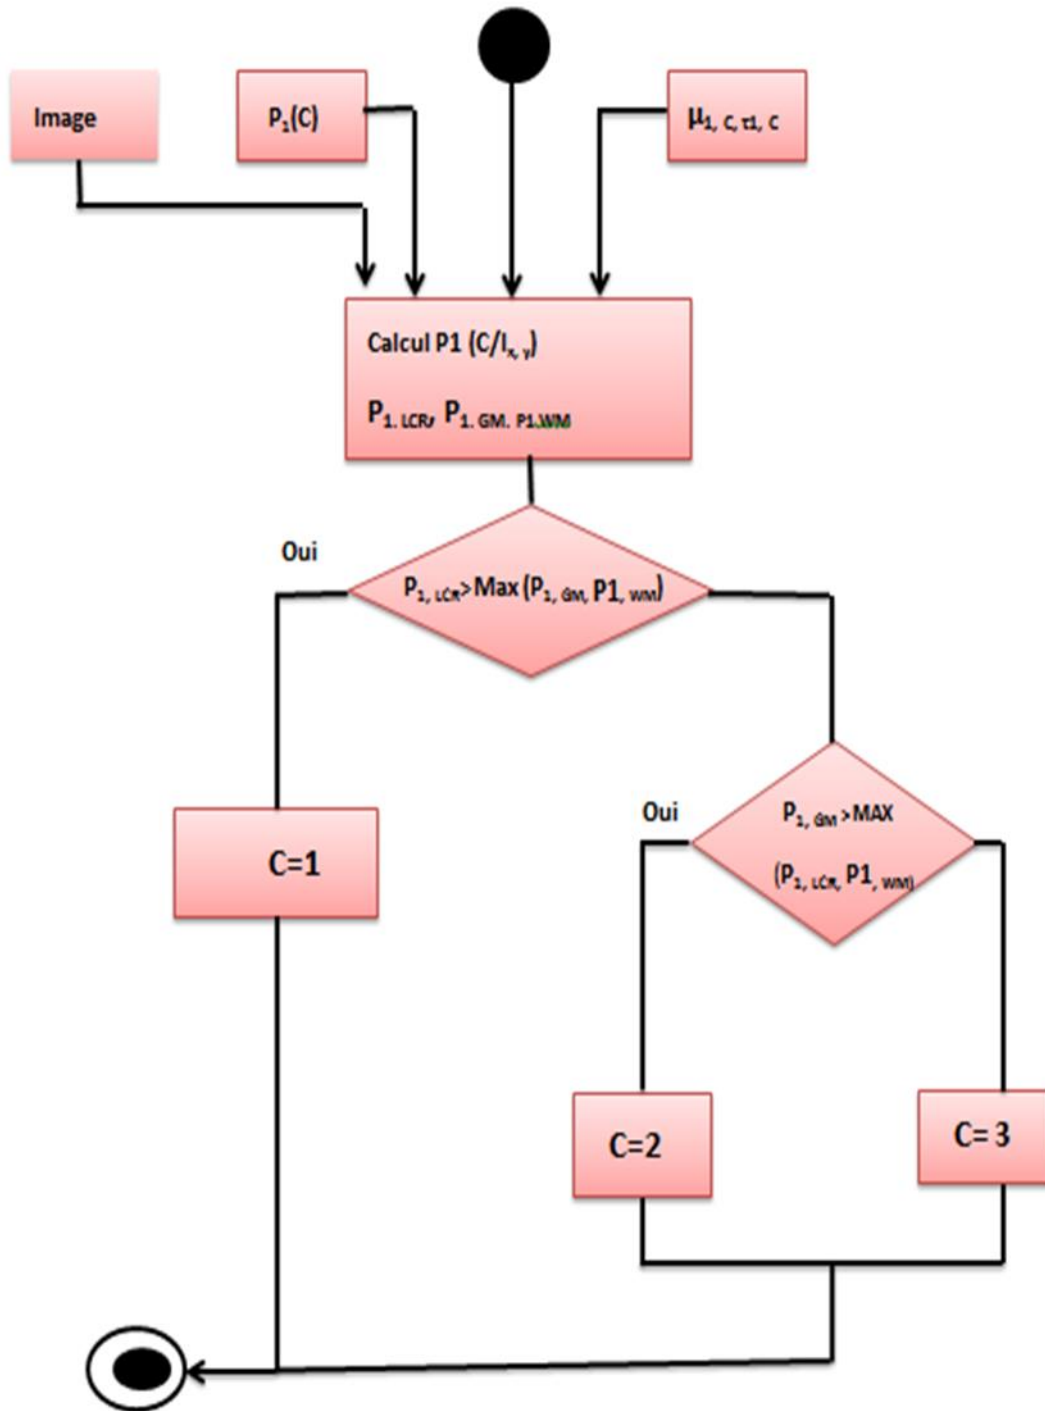 Image
P1(C)
μ1, C, τ1, C
Calcul P1 (C/Ix, y)
P1. LCR, P1. GM. P1.WM
Oui
P1, LCR>Max (P1, GM, P1, WM)
Oui
P1, GM >MAX
(P1, LCR, P1, WM)
C=1
C=2
C= 3